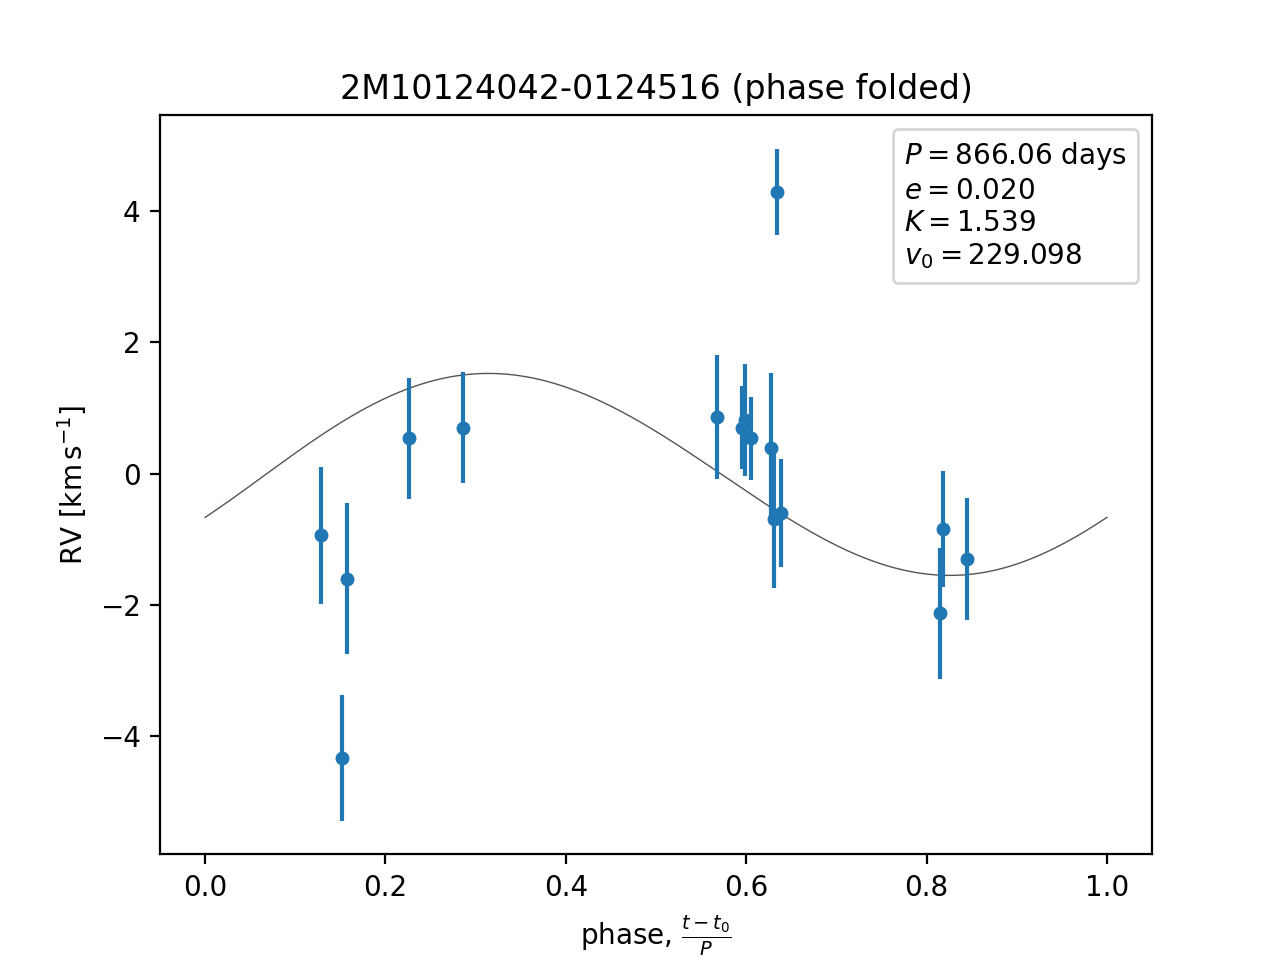 2M10124042-0124516 (phase folded)
P = 866.06 days
e = 0.020
K = 1.539
v₀ = 229.098
RV [km s⁻¹]
4
2
0
−2
−4
0.0 0.2 0.4 0.6 0.8 1.0
phase, (t − t₀)/P